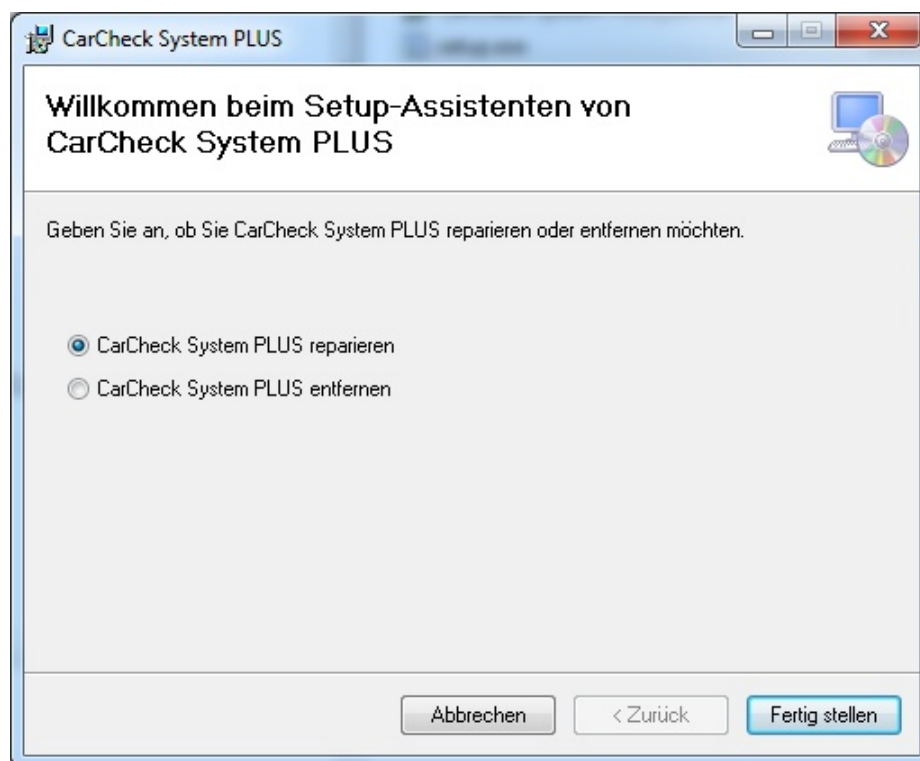 CarCheck System PLUS
Willkommen beim Setup-Assistenten von
CarCheck System PLUS
Geben Sie an, ob Sie CarCheck System PLUS reparieren oder entfernen möchten.
CarCheck System PLUS reparieren
CarCheck System PLUS entfernen
Abbrechen
< Zurück
Fertig stellen